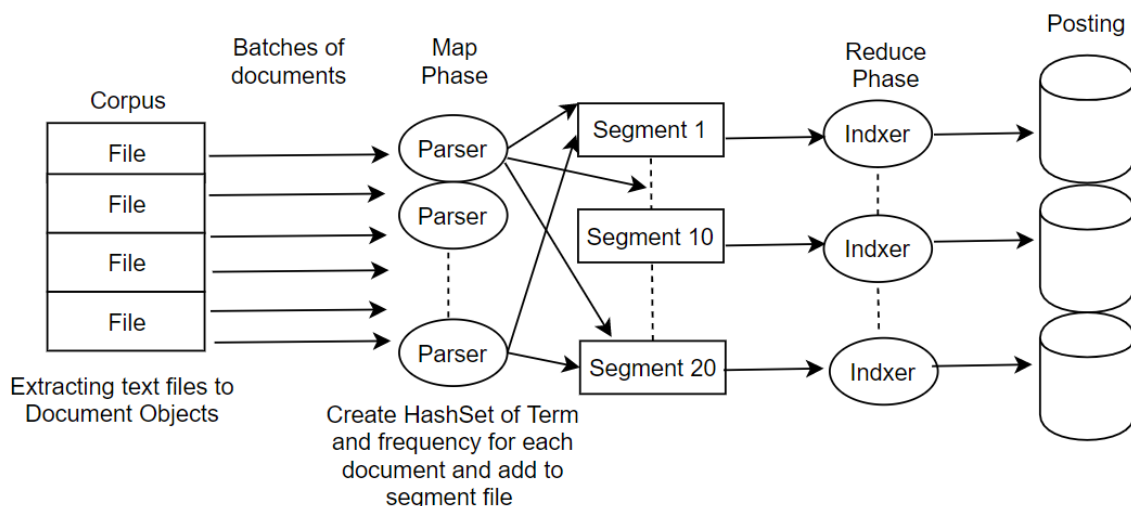 Posting
Batches of
documents
Map
Phase
Reduce
Phase
Corpus
File
File
File
File
Parser
Parser
Parser
Segment 1
Segment 10
Segment 20
Indxer
Indxer
Indxer
Extracting text files to
Document Objects
Create HashSet of Term
and frequency for each
document and add to
segment file